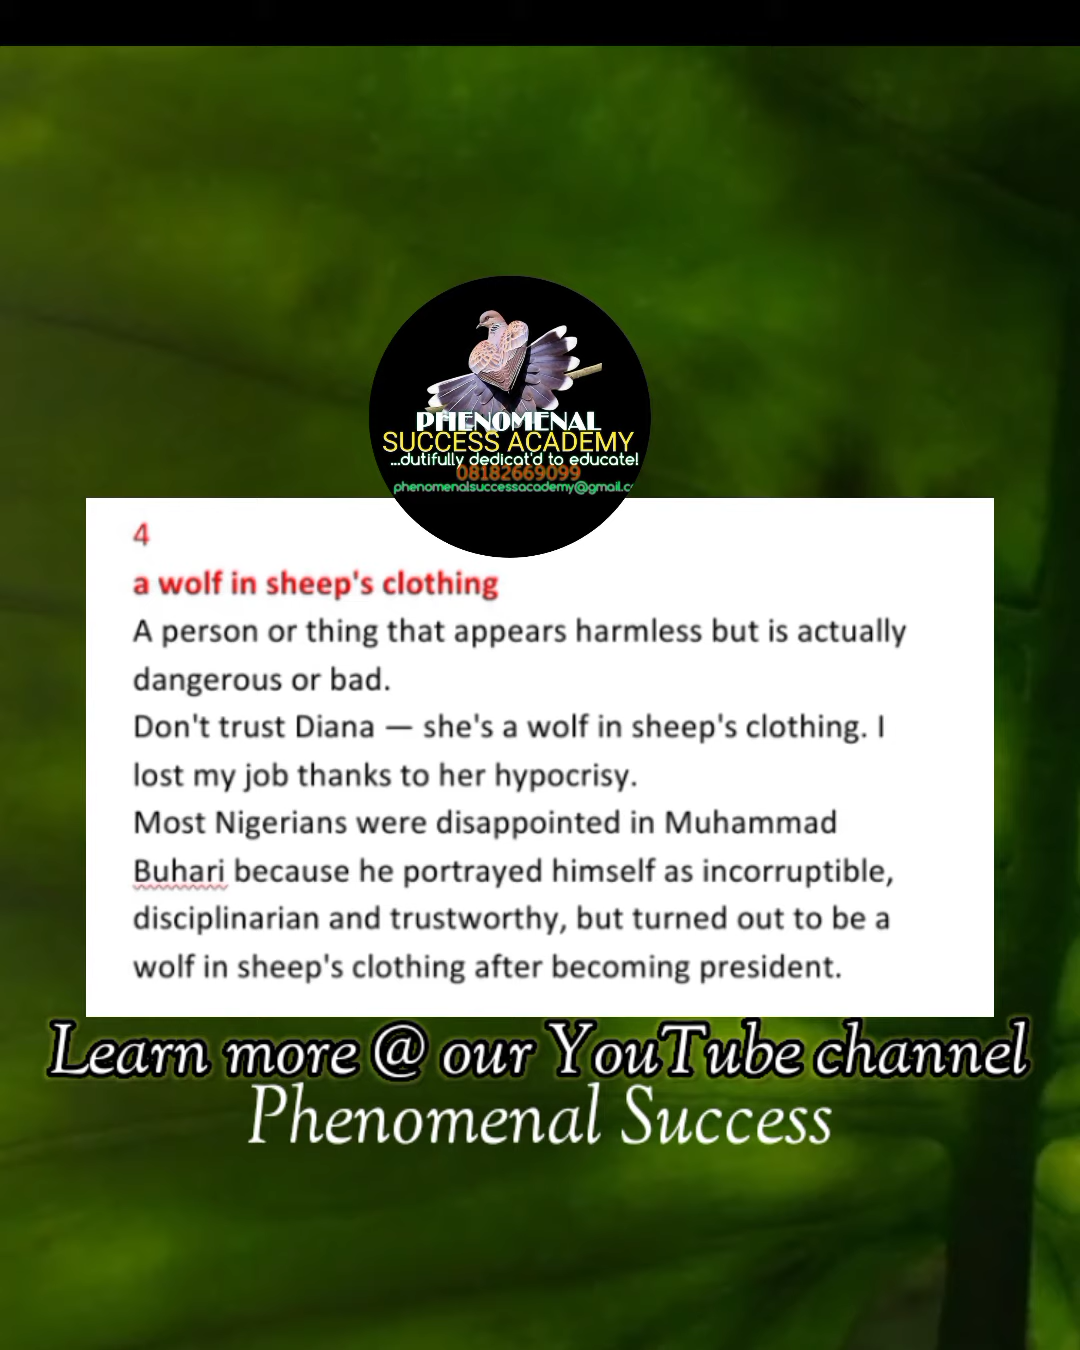 PHENOMENAL
SUCCESS ACADEMY
...dutifully dedicat'd to educate!
08182669099
phenomenalsuccessacademy@gmail.c
4
a wolf in sheep's clothing
A person or thing that appears harmless but is actually
dangerous or bad.
Don't trust Diana — she's a wolf in sheep's clothing. I
lost my job thanks to her hypocrisy.
Most Nigerians were disappointed in Muhammad
Buhari because he portrayed himself as incorruptible,
disciplinarian and trustworthy, but turned out to be a
wolf in sheep's clothing after becoming president.
Learn more @ our YouTube channel
Phenomenal Success